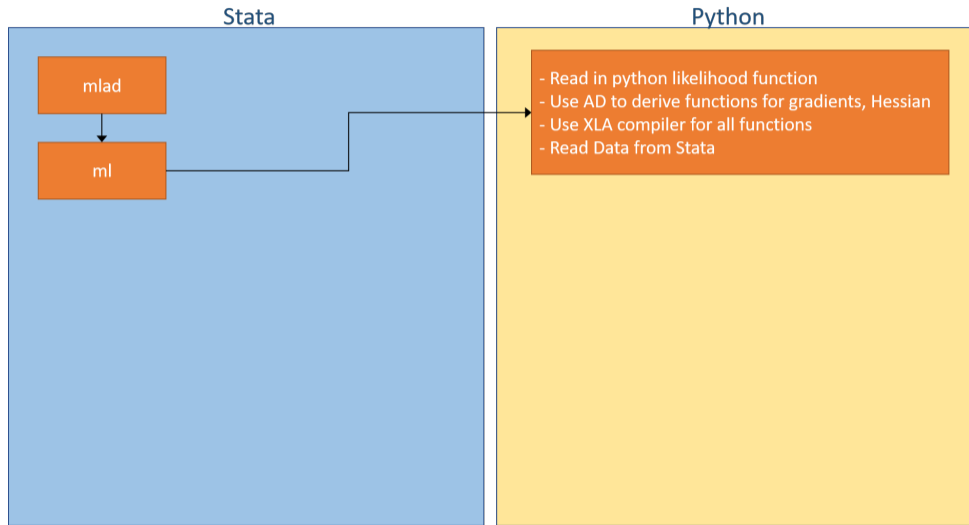 Stata
Python
mlad
ml
- Read in python likelihood function
- Use AD to derive functions for gradients, Hessian
- Use XLA compiler for all functions
- Read Data from Stata